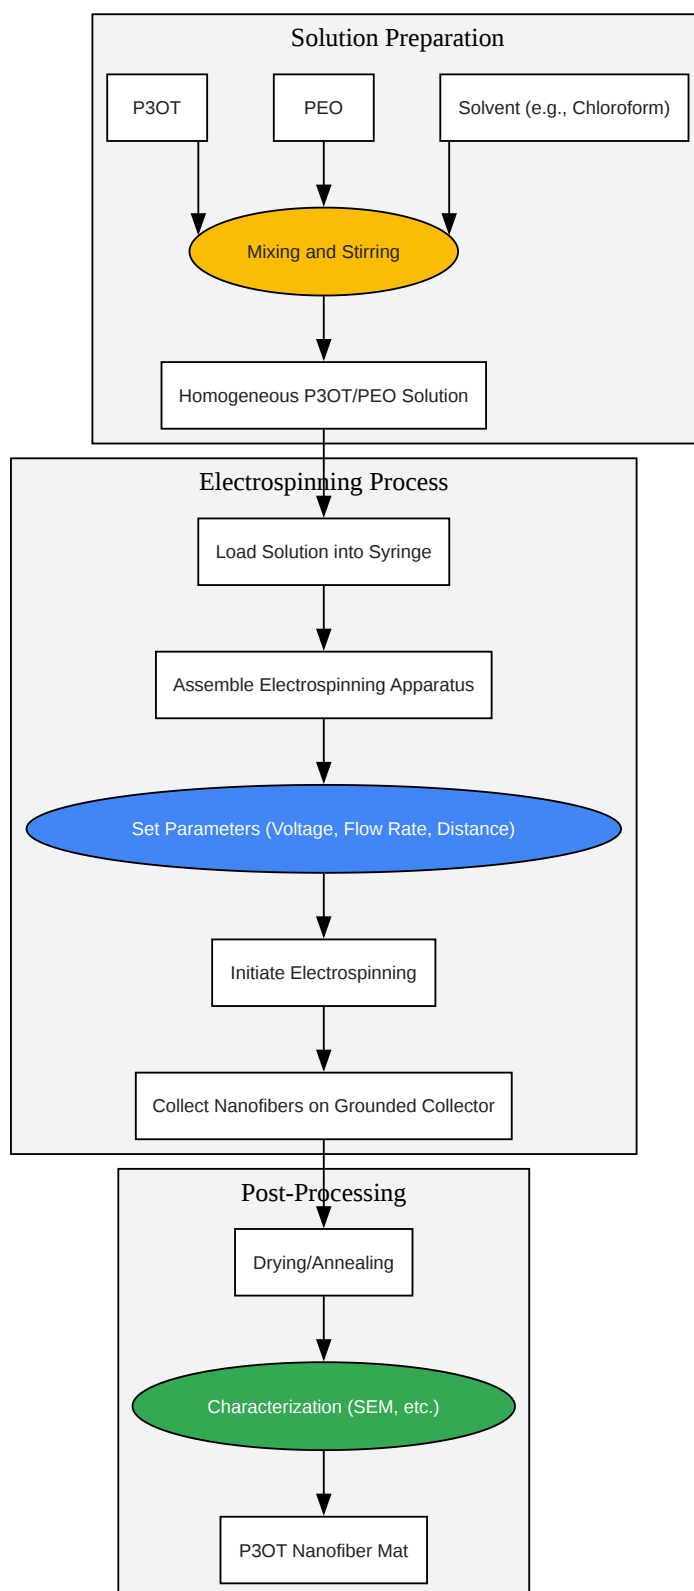 Solution Preparation
P3OT
PEO
Solvent (e.g., Chloroform)
Mixing and Stirring
Homogeneous P3OT/PEO Solution
Electrospinning Process
Load Solution into Syringe
Assemble Electrospinning Apparatus
Set Parameters (Voltage, Flow Rate, Distance)
Initiate Electrospinning
Collect Nanofibers on Grounded Collector
Post-Processing
Drying/Annealing
Characterization (SEM, etc.)
P3OT Nanofiber Mat